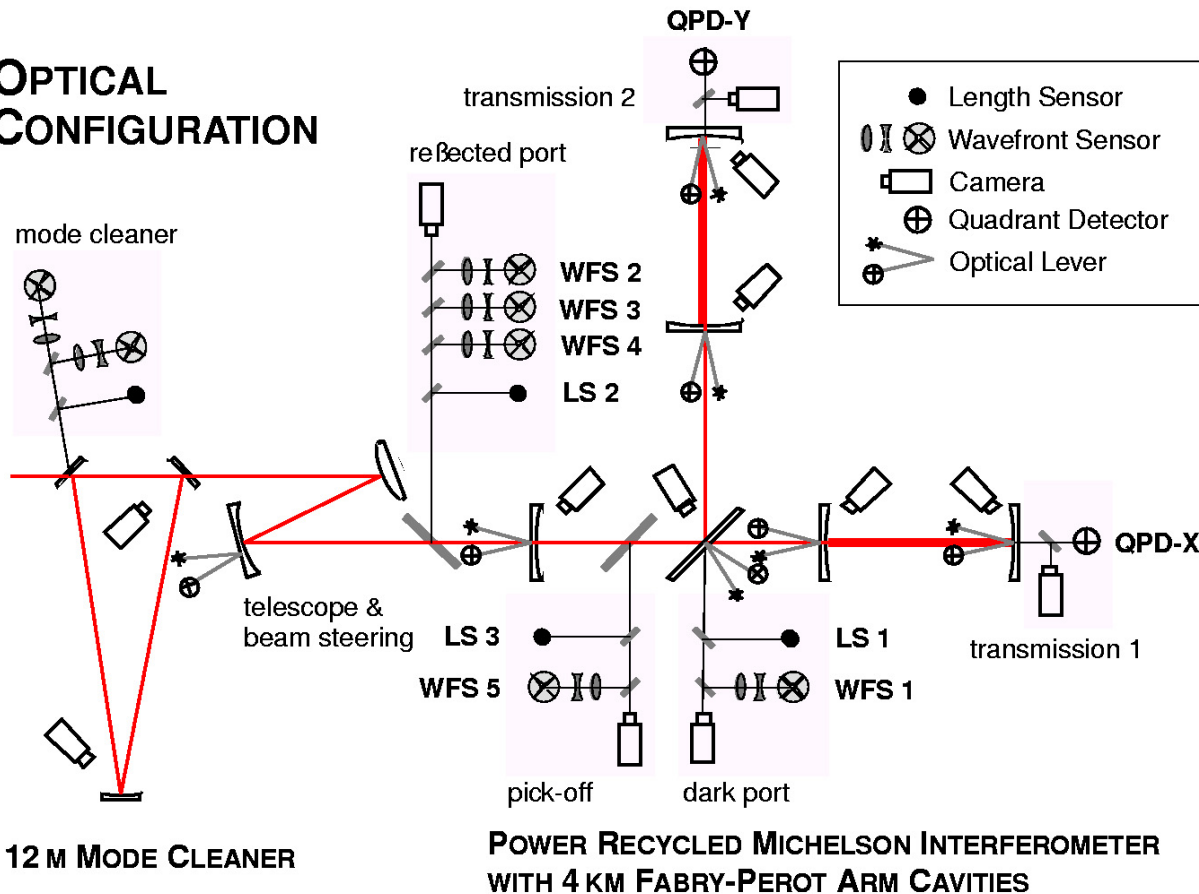 OPTICAL
CONFIGURATION
QPD-Y
transmission 2
Length Sensor
Wavefront Sensor
Camera
Quadrant Detector
Optical Lever
reßected port
mode cleaner
WFS 2
WFS 3
WFS 4
LS 2
QPD-X
telescope &
beam steering
LS 3
LS 1
transmission 1
WFS 5
WFS 1
pick-off
dark port
12 M MODE CLEANER
POWER RECYCLED MICHELSON INTERFEROMETER
WITH 4 KM FABRY-PEROT ARM CAVITIES